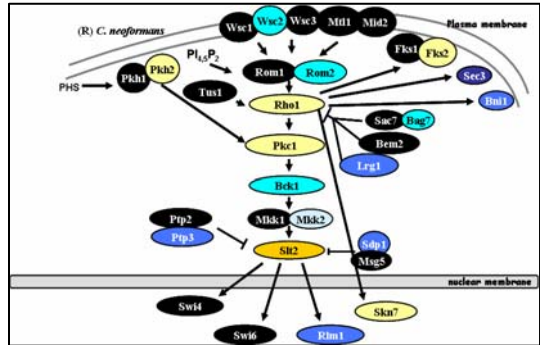 (R) C. neoformans
Wsc1 Wsc2 Wsc3 Mtl1 Mid2
Plasma membrane
PI4,5P2
Fks1 Fks2
Pkh1 Pkh2
Rom1 Rom2
Sec3
PHS
Tus1
Rho1
Bni1
Sac7 Bag7
Pkc1
Bem2
Lrg1
Bck1
Ptp2
Mkk1 Mkk2
Ptp3
Sdp1
Slt2
Msg5
nuclear membrane
Swi4
Skn7
Swi6
Rlm1